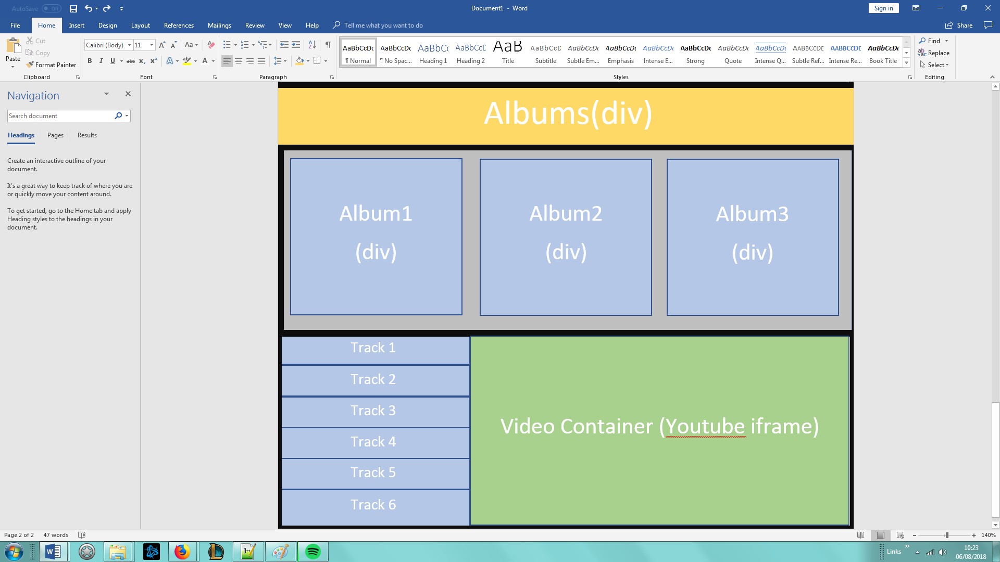 AutoSave Off
Document1 - Word
Sign in
File Home Insert Design Layout References Mailings Review View Help Tell me what you want to do
Share
Paste
Cut
Copy
Format Painter
Clipboard
Calibri (Body) 11
Font
Paragraph
AaBbCcDc AaBbCcDc AaBbCc AaBbCcD AaB AaBbCcD AaBbCcDc AaBbCcDc AaBbCcDc AaBbCcDc AaBbCcDc AaBbCcDc AABBCCDD AABBCCDD AaBbCcDc
¶ Normal ¶ No Spac... Heading 1 Heading 2 Title Subtitle Subtle Em... Emphasis Intense E... Strong Quote Intense Q... Subtle Ref... Intense Re... Book Title
Styles
Find
Replace
Select
Editing
Navigation
Search document
Headings Pages Results
Create an interactive outline of your
document.
It's a great way to keep track of where you are
or quickly move your content around.
To get started, go to the Home tab and apply
Heading styles to the headings in your
document.
Albums(div)
Album1
(div)
Album2
(div)
Album3
(div)
Track 1
Track 2
Track 3
Track 4
Track 5
Track 6
Video Container (Youtube iframe)
Page 2 of 2 47 words
140%
Links
10:23
06/08/2018